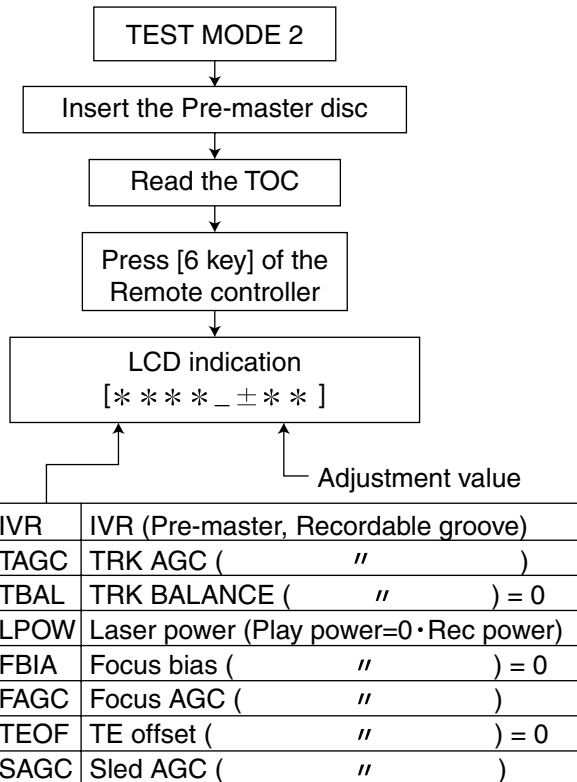 TEST MODE 2
Insert the Pre-master disc
Read the TOC
Press [6 key] of the
Remote controller
LCD indication
[＊＊＊＊_±＊＊]
Adjustment value
IVR IVR (Pre-master, Recordable groove)
TAGC TRK AGC ( 〃 )
TBAL TRK BALANCE ( 〃 ) = 0
LPOW Laser power (Play power=0・Rec power)
FBIA Focus bias ( 〃 ) = 0
FAGC Focus AGC ( 〃 )
TEOF TE offset ( 〃 ) = 0
SAGC Sled AGC ( 〃 )